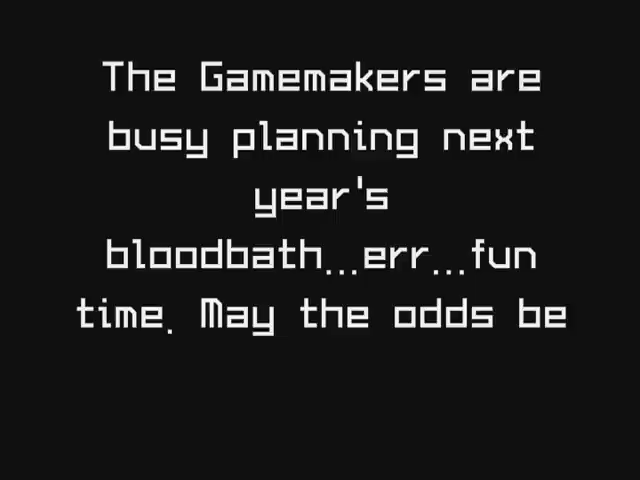 The Gamemakers are
busy planning next
year's
bloodbath...err...fun
time. May the odds be